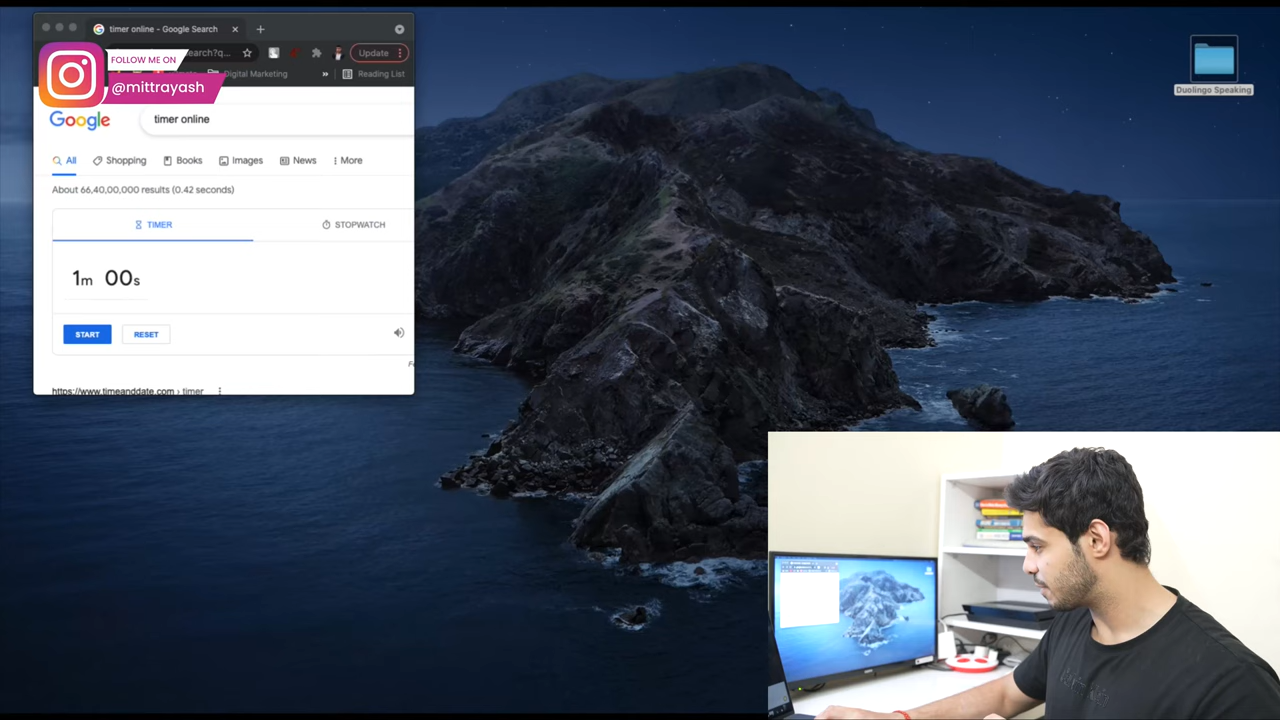 timer online - Google Search
search?q...
Update
FOLLOW ME ON
@mittrayash
Digital Marketing
»
Reading List
Google
timer online
All
Shopping
Books
Images
News
More
About 66,40,00,000 results (0.42 seconds)
TIMER
STOPWATCH
1m 00s
START
RESET
https://www.timeanddate.com › timer
Duolingo Speaking